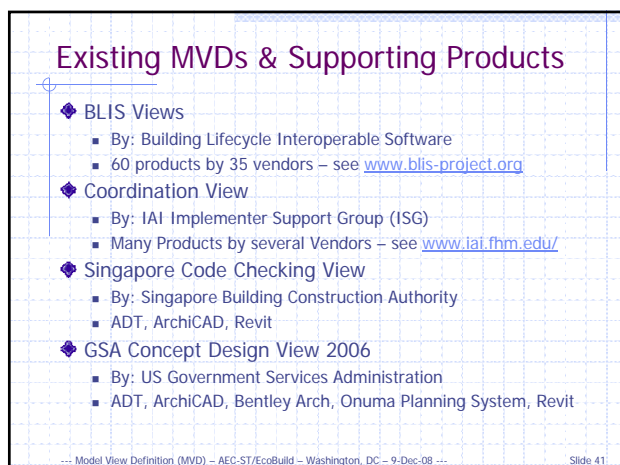 Existing MVDs & Supporting Products
BLIS Views
By: Building Lifecycle Interoperable Software
60 products by 35 vendors – see www.blis-project.org
Coordination View
By: IAI Implementer Support Group (ISG)
Many Products by several Vendors – see www.iai.fhm.edu/
Singapore Code Checking View
By: Singapore Building Construction Authority
ADT, ArchiCAD, Revit
GSA Concept Design View 2006
By: US Government Services Administration
ADT, ArchiCAD, Bentley Arch, Onuma Planning System, Revit
--- Model View Definition (MVD) – AEC-ST/EcoBuild – Washington, DC – 9-Dec-08 --- Slide 41